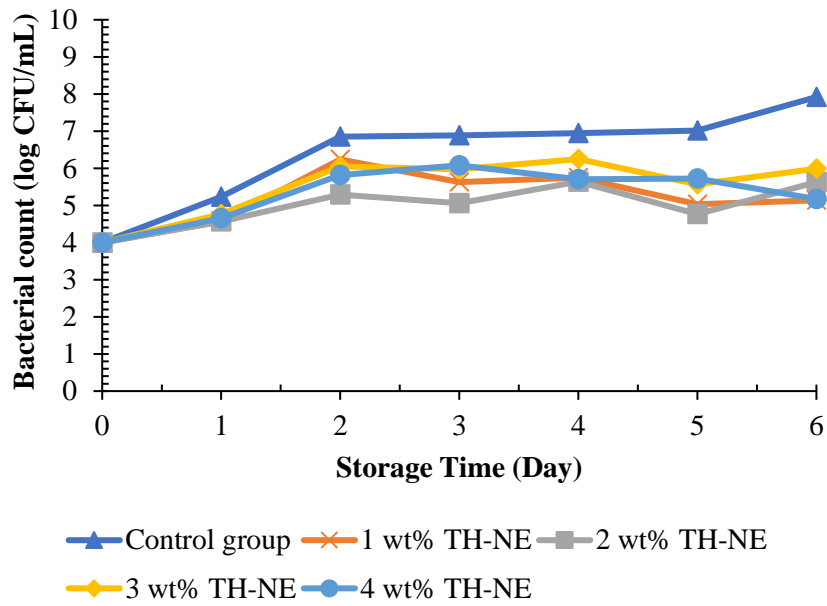 Bacterial count (log CFU/mL)
10
9
8
7
6
5
4
3
2
1
0
0 1 2 3 4 5 6
Storage Time (Day)
Control group 1 wt% TH-NE 2 wt% TH-NE
3 wt% TH-NE 4 wt% TH-NE